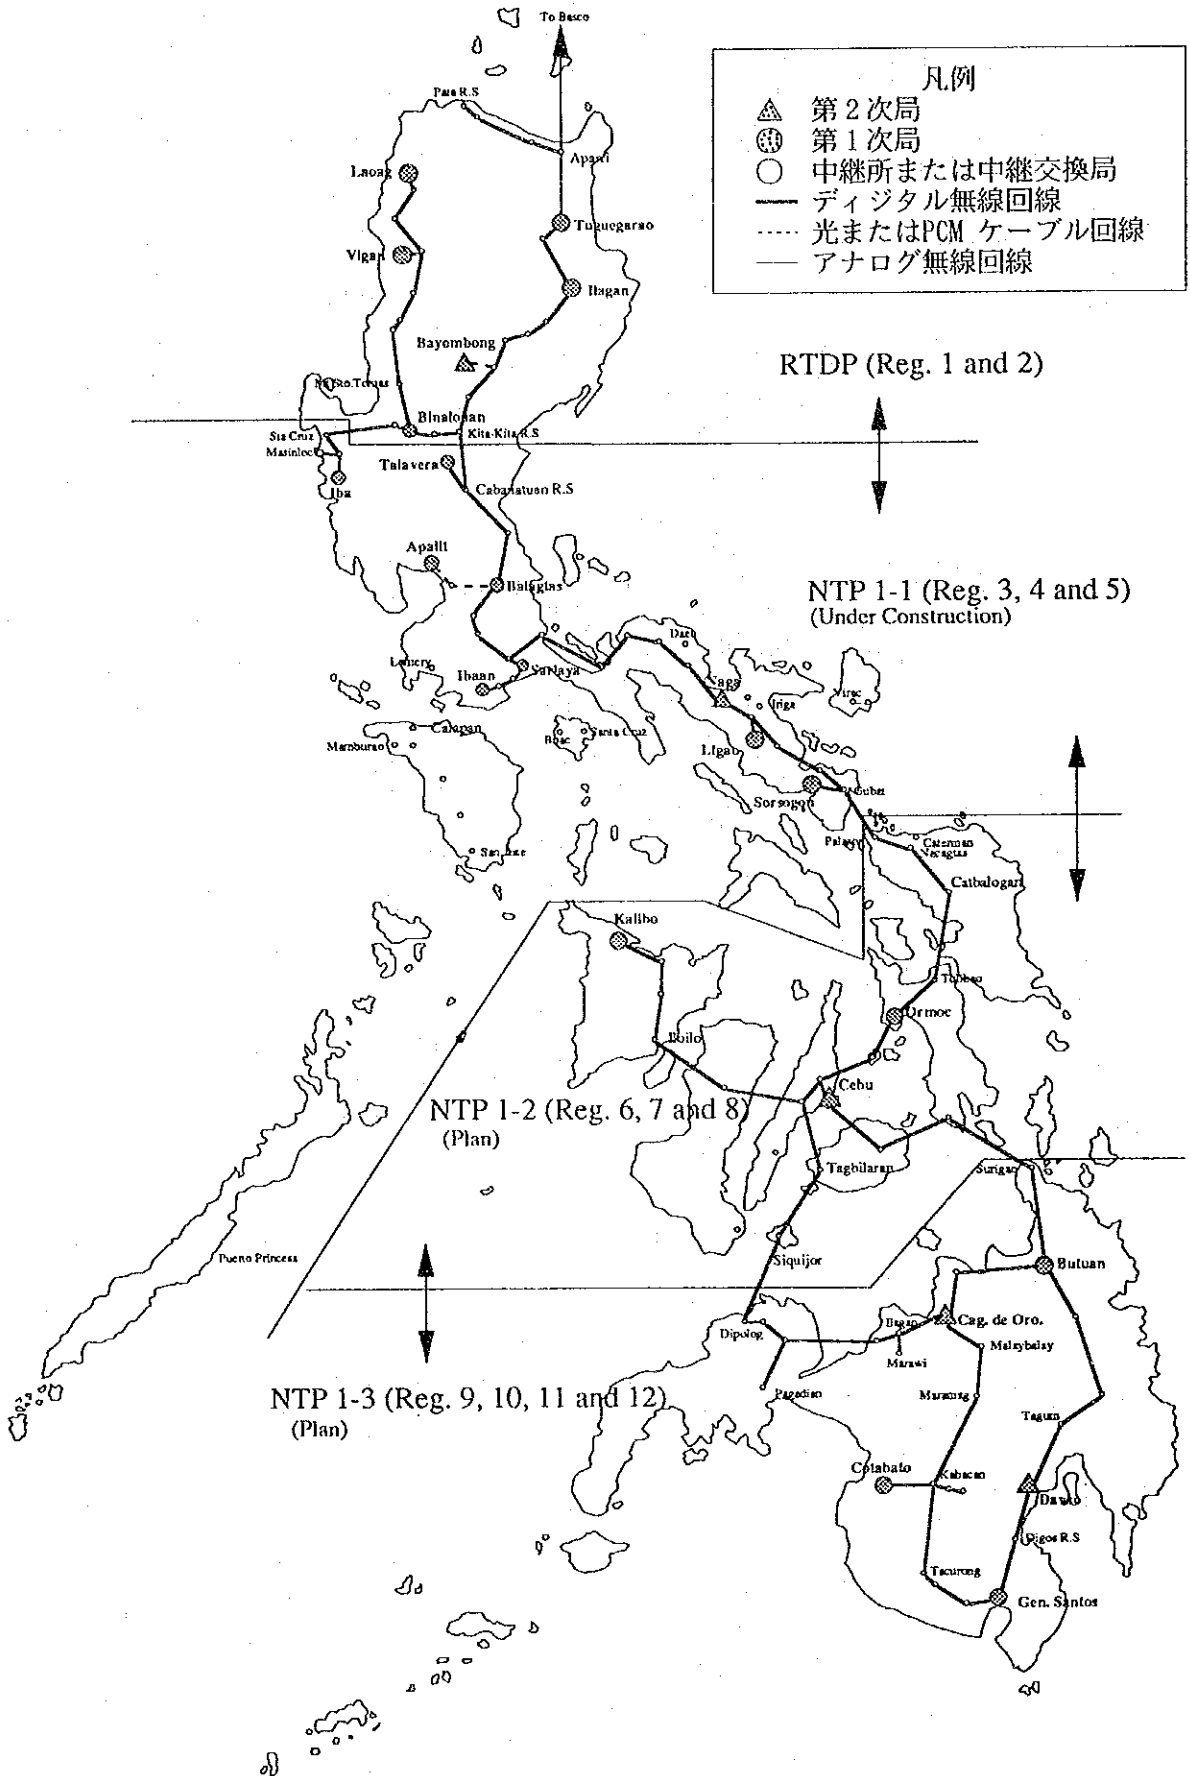 To Basco
凡例
第2次局
第1次局
中継所または中継交換局
ディジタル無線回線
光またはPCM ケーブル回線
アナログ無線回線
Aparri
Laoag
Tuguegarao
Vigan
Ilagan
Bayombong
RTDP (Reg. 1 and 2)
Binalonan
Sta Cruz
Kita-Kita R.S
Masinloc
Talavera
Iba
Cabanatuan R.S
Apalit
NTP 1-1 (Reg. 3, 4 and 5)
(Under Construction)
Ibaan
Sariaya
Naga
Iriga
Virac
Calapan
Boac
Santa Cruz
Mamburao
Ligao
Sorsogon
Gubat
San Jose
Catbalogan
Kalibo
Ormoc
Iloilo
Cebu
NTP 1-2 (Reg. 6, 7 and 8)
(Plan)
Tagbilaran
Surigao
Siquijor
Butuan
Cag. de Oro.
Dipolog
Marawi
Malaybalay
NTP 1-3 (Reg. 9, 10, 11 and 12)
(Plan)
Pagadian
Maramag
Tagum
Cotabato
Kabacan
Davao
Digos R.S
Tacurong
Gen. Santos